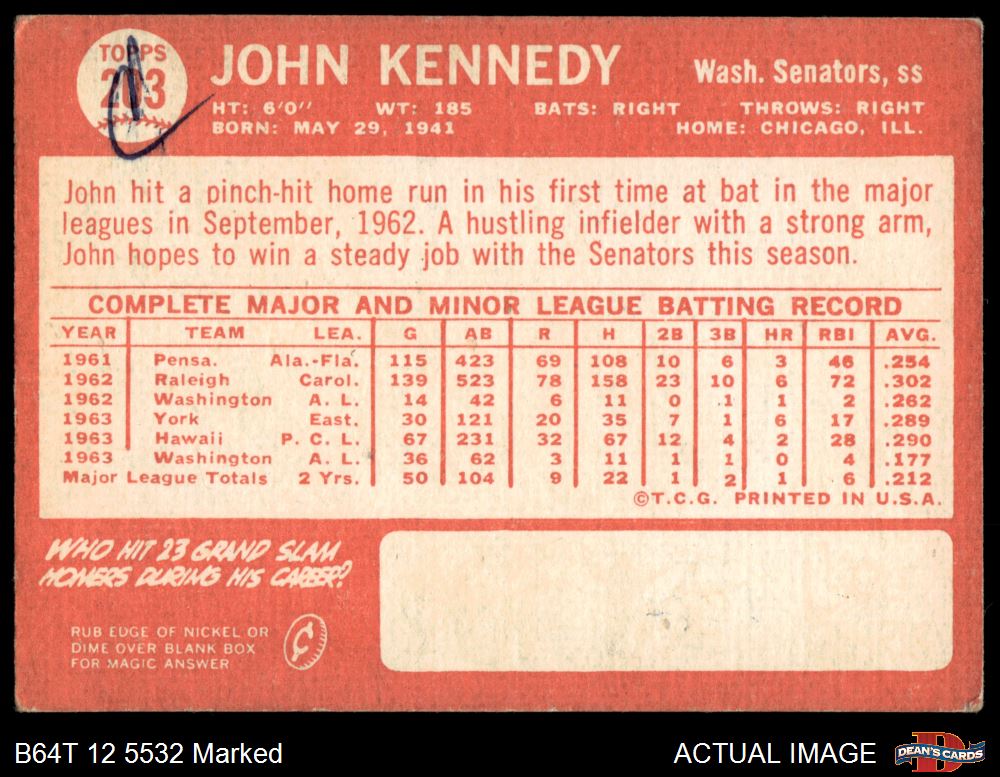 TOPPS
203
JOHN KENNEDY
Wash. Senators, ss
HT: 6'0" WT: 185 BATS: RIGHT THROWS: RIGHT
BORN: MAY 29, 1941 HOME: CHICAGO, ILL.
John hit a pinch-hit home run in his first time at bat in the major
leagues in September, 1962. A hustling infielder with a strong arm,
John hopes to win a steady job with the Senators this season.
COMPLETE MAJOR AND MINOR LEAGUE BATTING RECORD
YEAR TEAM LEA. G AB R H 2B 3B HR RBI AVG.
1961 Pensa. Ala.-Fla. 115 423 69 108 10 6 3 46 .254
1962 Raleigh Carol. 139 523 78 158 23 10 6 72 .302
1962 Washington A. L. 14 42 6 11 0 1 1 2 .262
1963 York East. 30 121 20 35 7 1 6 17 .289
1963 Hawaii P. C. L. 67 231 32 67 12 4 2 28 .290
1963 Washington A. L. 36 62 3 11 1 1 0 4 .177
Major League Totals 2 Yrs. 50 104 9 22 1 2 1 6 .212
©T.C.G. PRINTED IN U.S.A.
WHO HIT 23 GRAND SLAM
HOMERS DURING HIS CAREER?
RUB EDGE OF NICKEL OR
DIME OVER BLANK BOX
FOR MAGIC ANSWER
¢
B64T 12 5532 Marked
ACTUAL IMAGE
DEAN'S CARDS